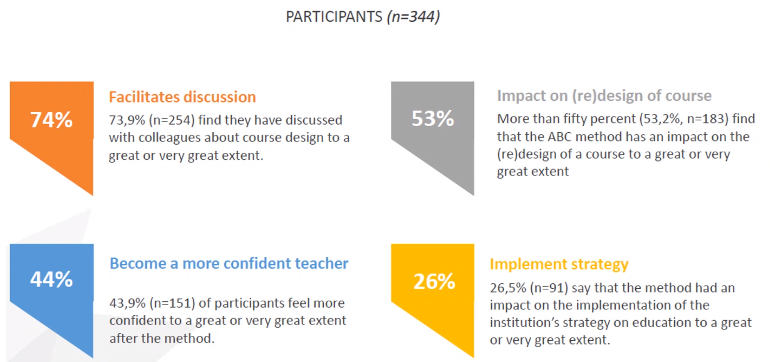 PARTICIPANTS (n=344)
74%
Facilitates discussion
73,9% (n=254) find they have discussed
with colleagues about course design to a
great or very great extent.
53%
Impact on (re)design of course
More than fifty percent (53,2%, n=183) find
that the ABC method has an impact on the
(re)design of a course to a great or very
great extent
44%
Become a more confident teacher
43,9% (n=151) of participants feel more
confident to a great or very great extent
after the method.
26%
Implement strategy
26,5% (n=91) say that the method had an
impact on the implementation of the
institution's strategy on education to a great
or very great extent.